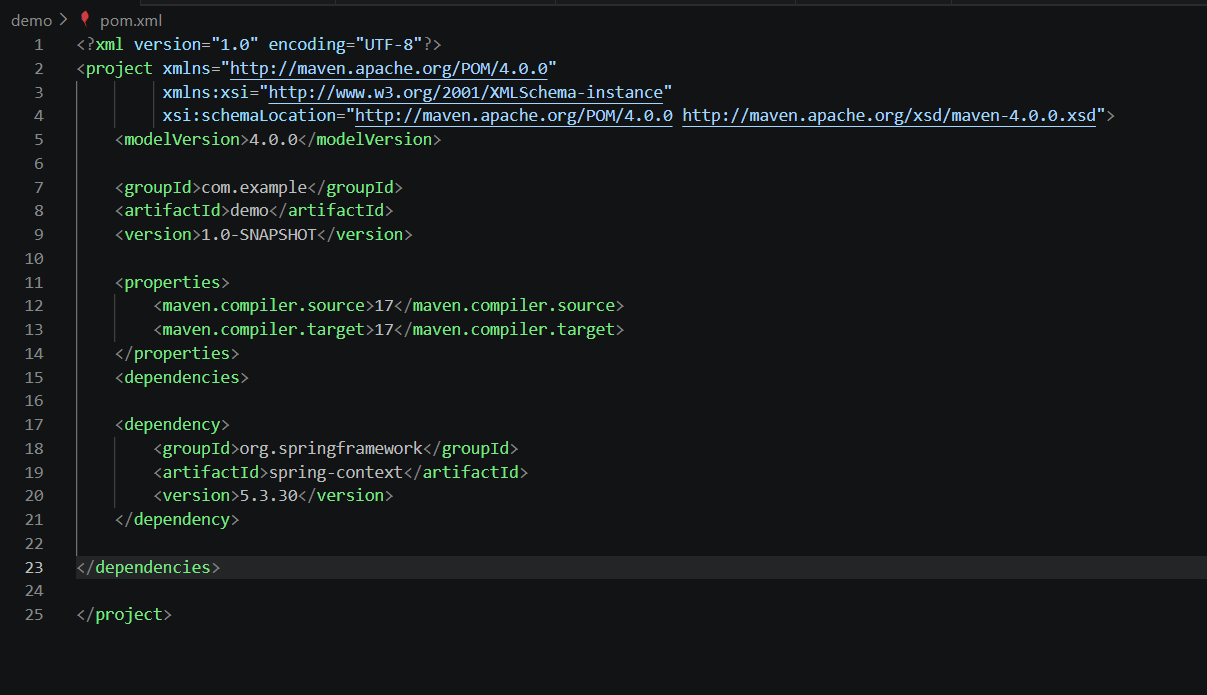 demo > pom.xml
1 <?xml version="1.0" encoding="UTF-8"?>
2 <project xmlns="http://maven.apache.org/POM/4.0.0"
3          xmlns:xsi="http://www.w3.org/2001/XMLSchema-instance"
4          xsi:schemaLocation="http://maven.apache.org/POM/4.0.0 http://maven.apache.org/xsd/maven-4.0.0.xsd">
5     <modelVersion>4.0.0</modelVersion>
6
7     <groupId>com.example</groupId>
8     <artifactId>demo</artifactId>
9     <version>1.0-SNAPSHOT</version>
10
11     <properties>
12         <maven.compiler.source>17</maven.compiler.source>
13         <maven.compiler.target>17</maven.compiler.target>
14     </properties>
15     <dependencies>
16
17     <dependency>
18         <groupId>org.springframework</groupId>
19         <artifactId>spring-context</artifactId>
20         <version>5.3.30</version>
21     </dependency>
22
23 </dependencies>
24
25 </project>